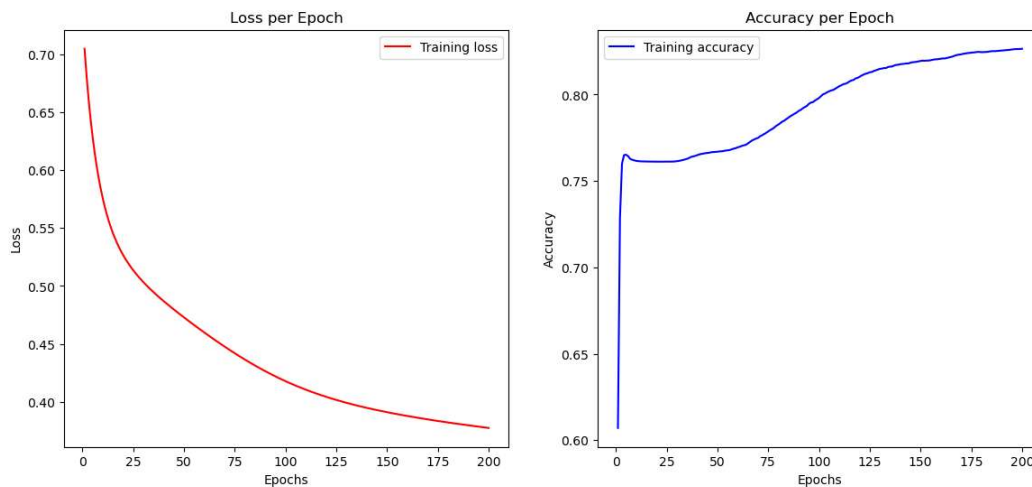 Loss per Epoch
Training loss
0.70
0.65
0.60
0.55
0.50
0.45
0.40
Loss
0 25 50 75 100 125 150 175 200
Epochs
Accuracy per Epoch
Training accuracy
0.80
0.75
0.70
0.65
0.60
Accuracy
0 25 50 75 100 125 150 175 200
Epochs